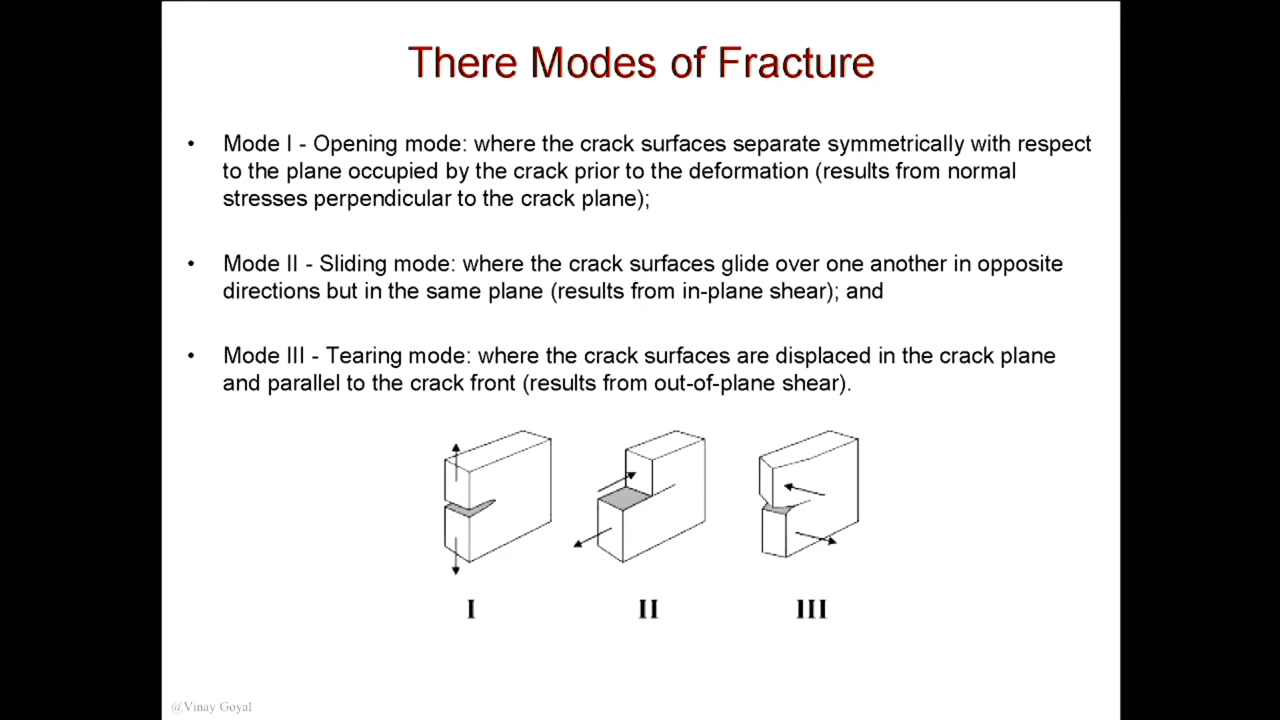 There Modes of Fracture
• Mode I - Opening mode: where the crack surfaces separate symmetrically with respect
to the plane occupied by the crack prior to the deformation (results from normal
stresses perpendicular to the crack plane);
• Mode II - Sliding mode: where the crack surfaces glide over one another in opposite
directions but in the same plane (results from in-plane shear); and
• Mode III - Tearing mode: where the crack surfaces are displaced in the crack plane
and parallel to the crack front (results from out-of-plane shear).
I II III
@Vinay Goyal